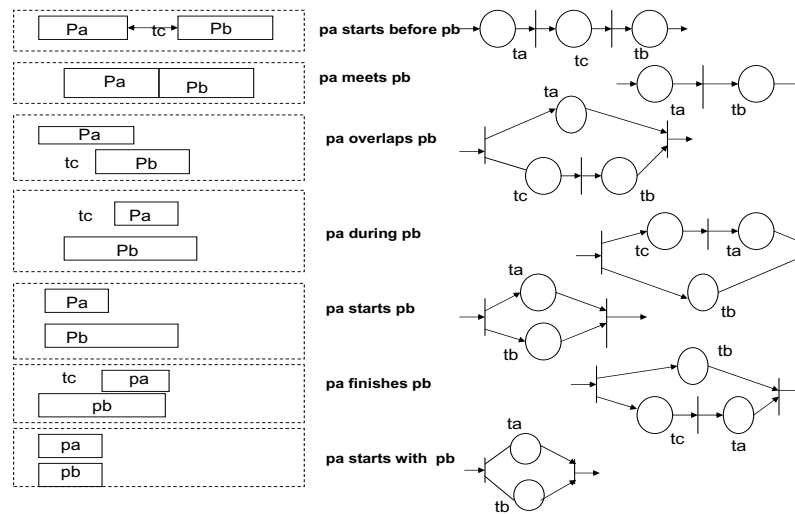 Pa tc Pb
pa starts before pb
ta tc tb
Pa Pb
pa meets pb
ta tb
Pa
tc Pb
pa overlaps pb
ta
tc tb
tc Pa
Pb
pa during pb
tc ta
tb
Pa
Pb
pa starts pb
ta
tb
tc pa
pb
pa finishes pb
tb
tc ta
pa
pb
pa starts with pb
ta
tb